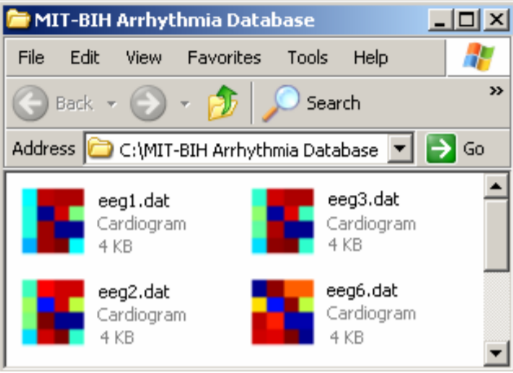 MIT-BIH Arrhythmia Database
File Edit View Favorites Tools Help
Back Search »
Address C:\MIT-BIH Arrhythmia Database Go
eeg1.dat
Cardiogram
4 KB
eeg3.dat
Cardiogram
4 KB
eeg2.dat
Cardiogram
4 KB
eeg6.dat
Cardiogram
4 KB